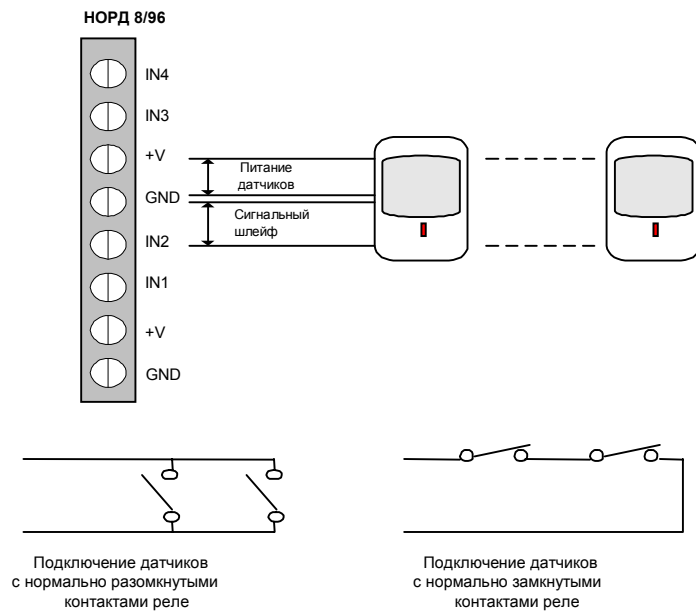 НОРД 8/96
IN4
IN3
+V
GND
IN2
IN1
+V
GND
Питание
датчиков
Сигнальный
шлейф
Подключение датчиков
с нормально разомкнутыми
контактами реле
Подключение датчиков
с нормально замкнутыми
контактами реле